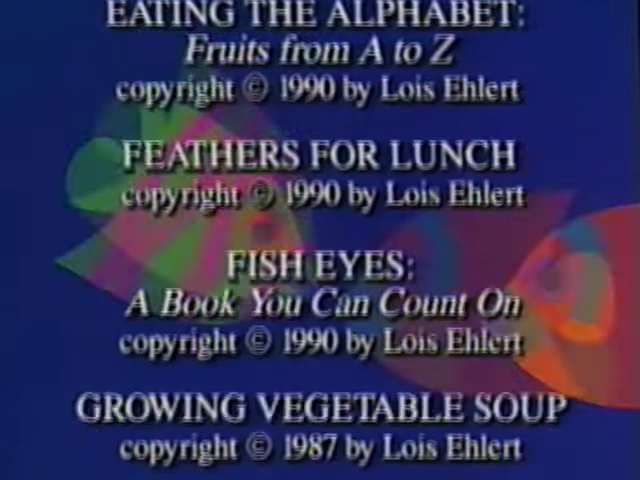 EATING THE ALPHABET:
Fruits from A to Z
copyright © 1990 by Lois Ehlert
FEATHERS FOR LUNCH
copyright © 1990 by Lois Ehlert
FISH EYES:
A Book You Can Count On
copyright © 1990 by Lois Ehlert
GROWING VEGETABLE SOUP
copyright © 1987 by Lois Ehlert